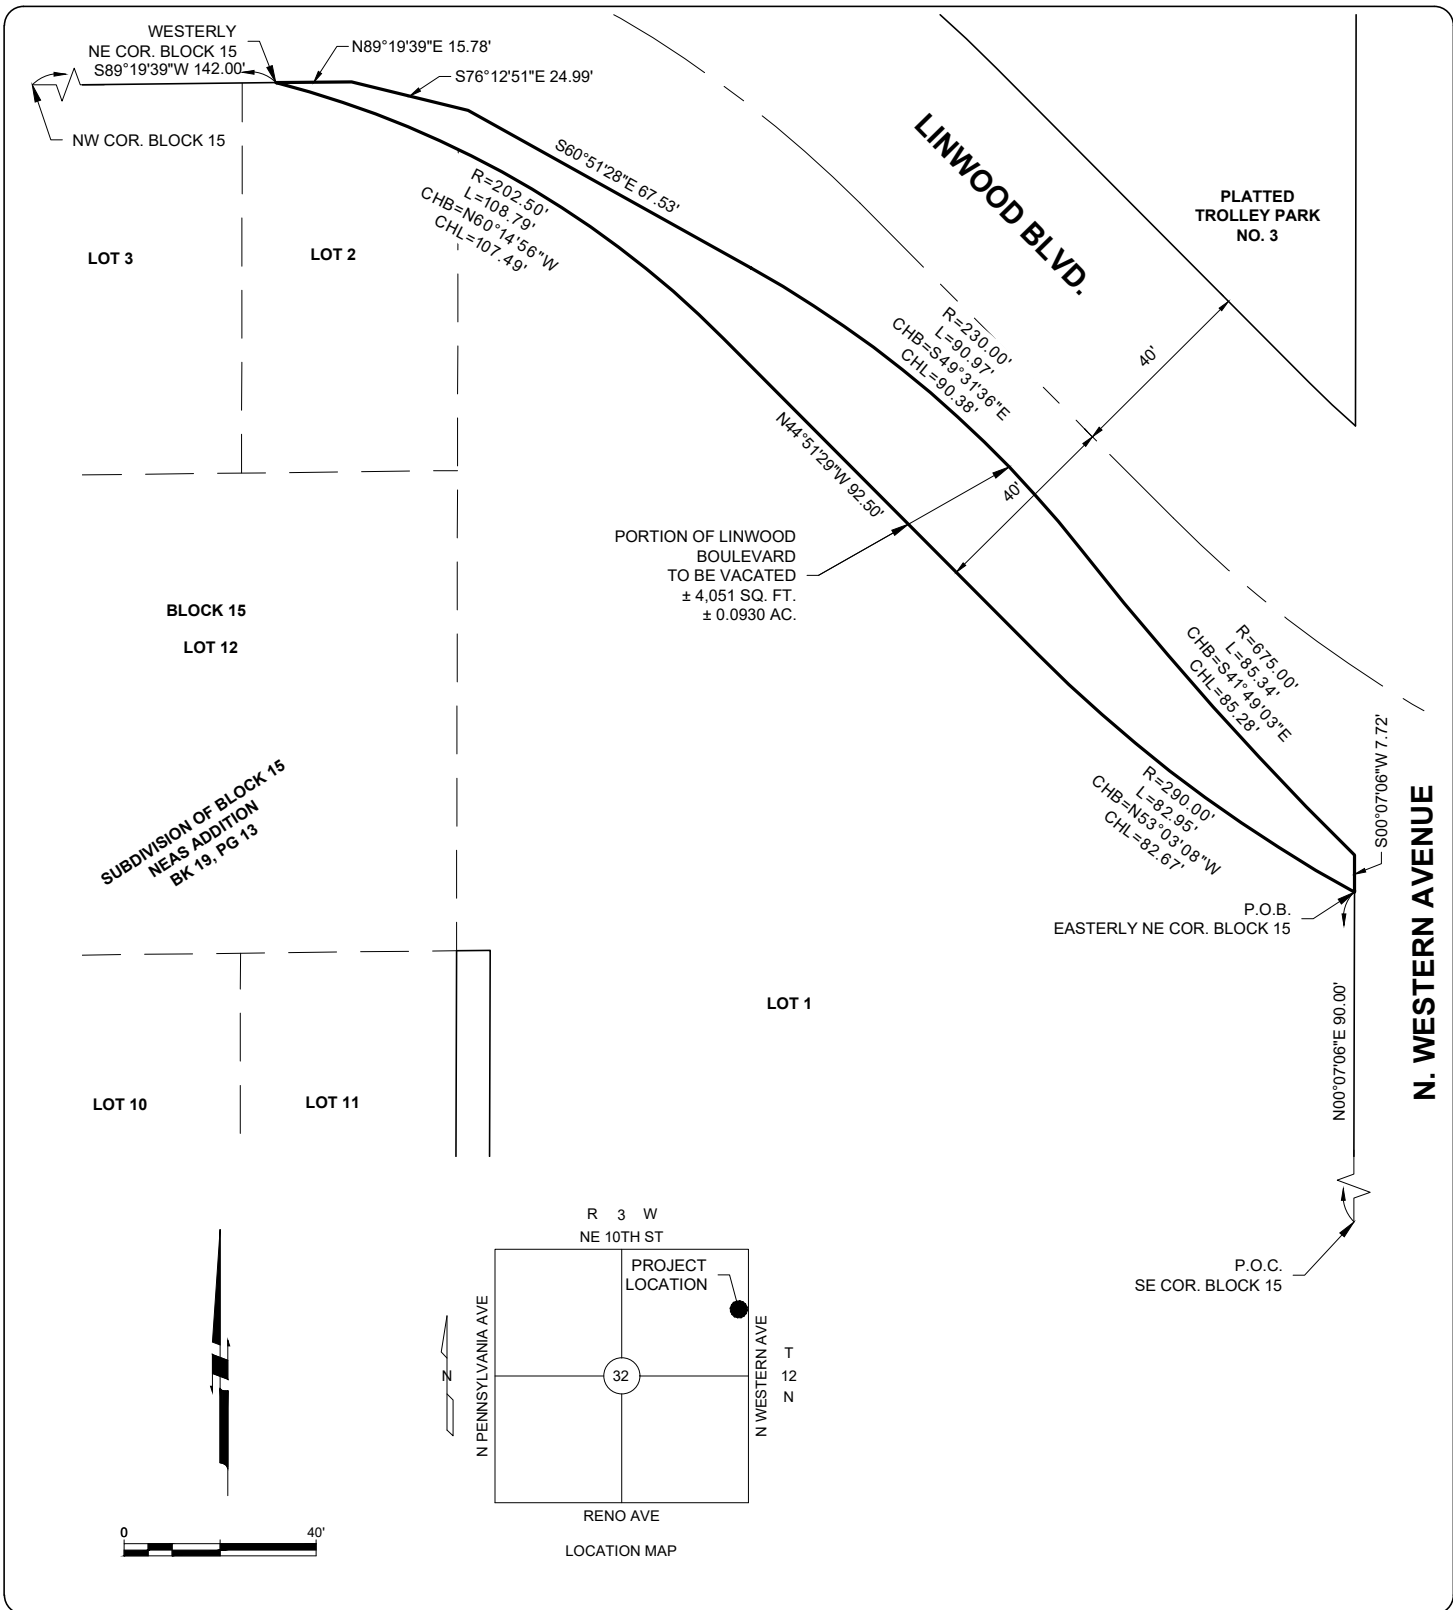 WESTERLY
NE COR. BLOCK 15
S89°19'39"W 142.00'
N89°19'39"E 15.78'
S76°12'51"E 24.99'
NW COR. BLOCK 15
S60°51'28"E 67.53'
R=202.50'
L=108.79'
CHB=N60°14'56"W
CHL=107.49'
LINWOOD BLVD.
PLATTED
TROLLEY PARK
NO. 3
LOT 3
LOT 2
R=230.00'
L=90.97'
CHB=S49°31'36"E
CHL=90.38'
40'
N44°51'29"W 92.50'
40'
PORTION OF LINWOOD
BOULEVARD
TO BE VACATED
± 4,051 SQ. FT.
± 0.0930 AC.
BLOCK 15
LOT 12
R=675.00'
L=85.34'
CHB=S41°49'03"E
CHL=85.28'
S00°07'06"W 7.72'
SUBDIVISION OF BLOCK 15
NEAS ADDITION
BK 19, PG 13
R=290.00'
L=82.95'
CHB=N53°03'08"W
CHL=82.67'
N. WESTERN AVENUE
P.O.B.
EASTERLY NE COR. BLOCK 15
LOT 1
N00°07'06"E 90.00'
LOT 10
LOT 11
P.O.C.
SE COR. BLOCK 15
R 3 W
NE 10TH ST
PROJECT
LOCATION
N PENNSYLVANIA AVE
N WESTERN AVE
T
12
N
32
N
RENO AVE
LOCATION MAP
0 40'